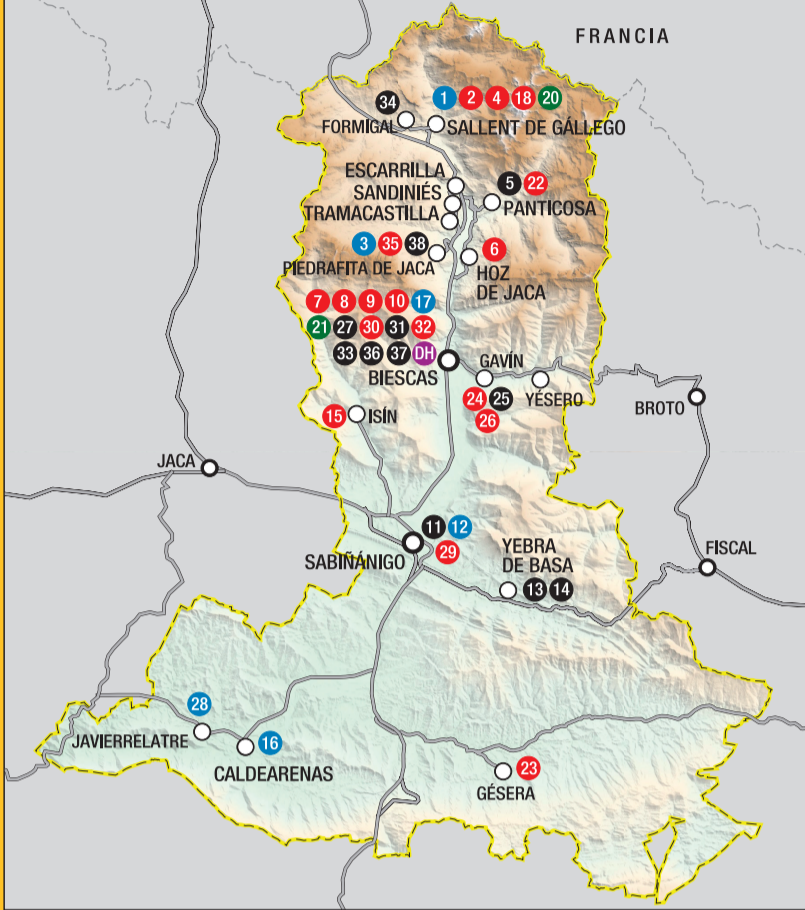 FRANCIA
34
1 2 4 18 20
FORMIGAL
SALLENT DE GÁLLEGO
ESCARRILLA
SANDINIÉS
TRAMACASTILLA
5 22
PANTICOSA
3 35 38
PIEDRAFITA DE JACA
6
HOZ
DE JACA
7 8 9 10 17
21 27 30 31 32
33 36 37 DH
BIESCAS
GAVÍN
YÉSERO
24 25
26
BROTO
15 ISÍN
JACA
11 12
29
SABIÑÁNIGO
YEBRA
DE BASA
13 14
FISCAL
28
JAVIERRELATRE
16
CALDEARENAS
23
GÉSERA